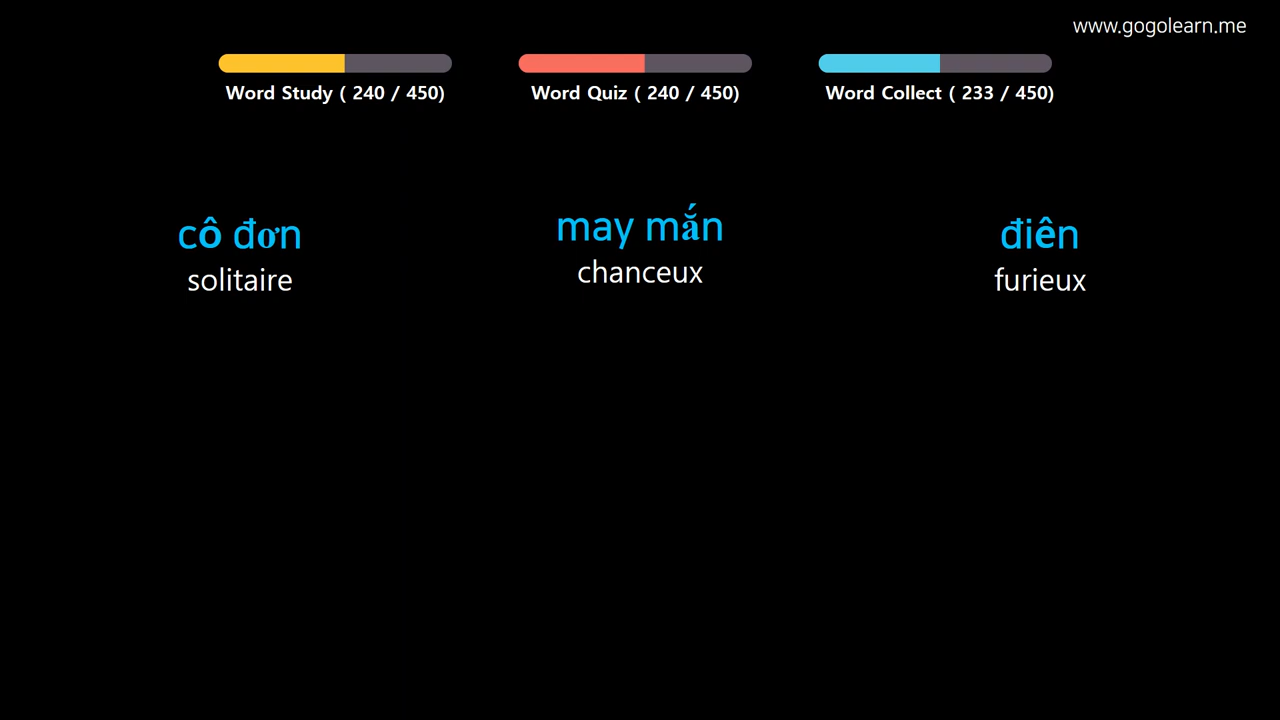 www.gogolearn.me
Word Study ( 240 / 450)
Word Quiz ( 240 / 450)
Word Collect ( 233 / 450)
cô đơn
solitaire
may mắn
chanceux
điên
furieux